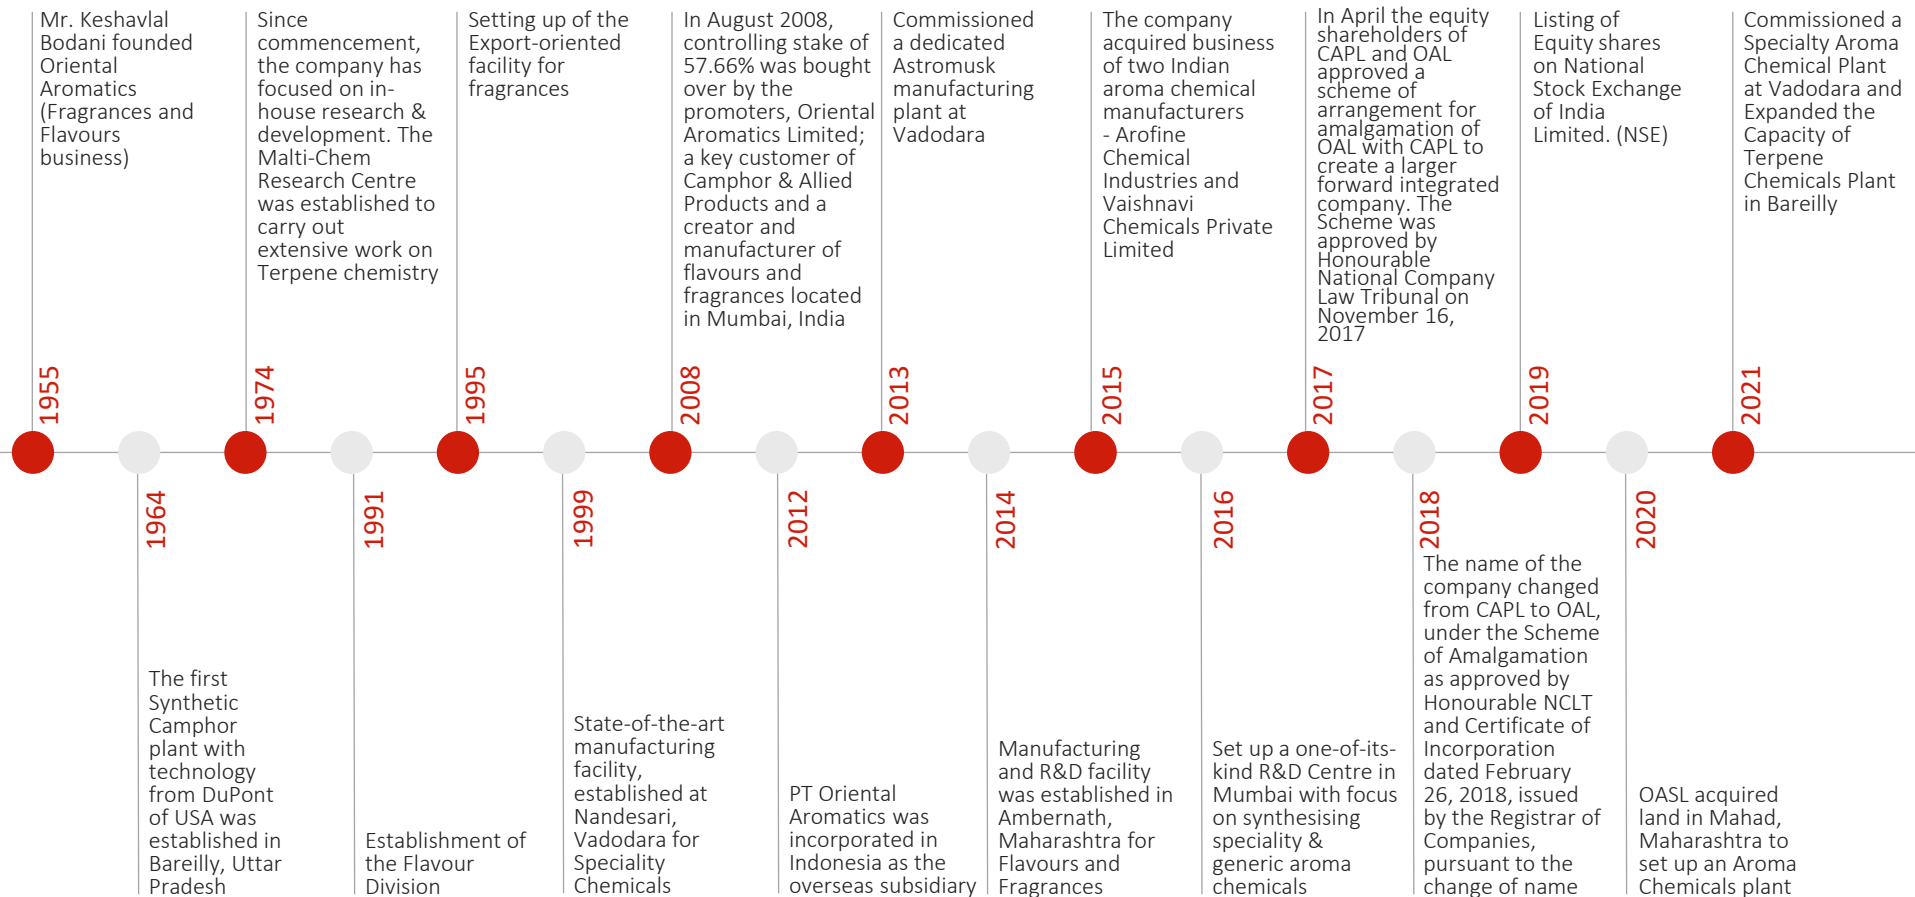 Mr. Keshavlal
Bodani founded
Oriental
Aromatics
(Fragrances and
Flavours
business)
1955
Since
commencement,
the company has
focused on in-
house research &
development. The
Malti-Chem
Research Centre
was established to
carry out
extensive work on
Terpene chemistry
1974
Setting up of the
Export-oriented
facility for
fragrances
1995
In August 2008,
controlling stake of
57.66% was bought
over by the
promoters, Oriental
Aromatics Limited;
a key customer of
Camphor & Allied
Products and a
creator and
manufacturer of
flavours and
fragrances located
in Mumbai, India
2008
Commissioned
a dedicated
Astromusk
manufacturing
plant at
Vadodara
2013
The company
acquired business
of two Indian
aroma chemical
manufacturers
- Arofine
Chemical
Industries and
Vaishnavi
Chemicals Private
Limited
2015
In April the equity
shareholders of
CAPL and OAL
approved a
scheme of
arrangement for
amalgamation of
OAL with CAPL to
create a larger
forward integrated
company. The
Scheme was
approved by
Honourable
National Company
Law Tribunal on
November 16,
2017
2017
Listing of
Equity shares
on National
Stock Exchange
of India
Limited. (NSE)
2019
Commissioned a
Specialty Aroma
Chemical Plant
at Vadodara and
Expanded the
Capacity of
Terpene
Chemicals Plant
in Bareilly
2021
1964
The first
Synthetic
Camphor
plant with
technology
from DuPont
of USA was
established in
Bareilly, Uttar
Pradesh
1991
Establishment of
the Flavour
Division
1999
State-of-the-art
manufacturing
facility,
established at
Nandesari,
Vadodara for
Speciality
Chemicals
2012
PT Oriental
Aromatics was
incorporated in
Indonesia as the
overseas subsidiary
2014
Manufacturing
and R&D facility
was established in
Ambernath,
Maharashtra for
Flavours and
Fragrances
2016
Set up a one-of-its-
kind R&D Centre in
Mumbai with focus
on synthesising
speciality &
generic aroma
chemicals
2018
The name of the
company changed
from CAPL to OAL,
under the Scheme
of Amalgamation
as approved by
Honourable NCLT
and Certificate of
Incorporation
dated February
26, 2018, issued
by the Registrar of
Companies,
pursuant to the
change of name
2020
OASL acquired
land in Mahad,
Maharashtra to
set up an Aroma
Chemicals plant